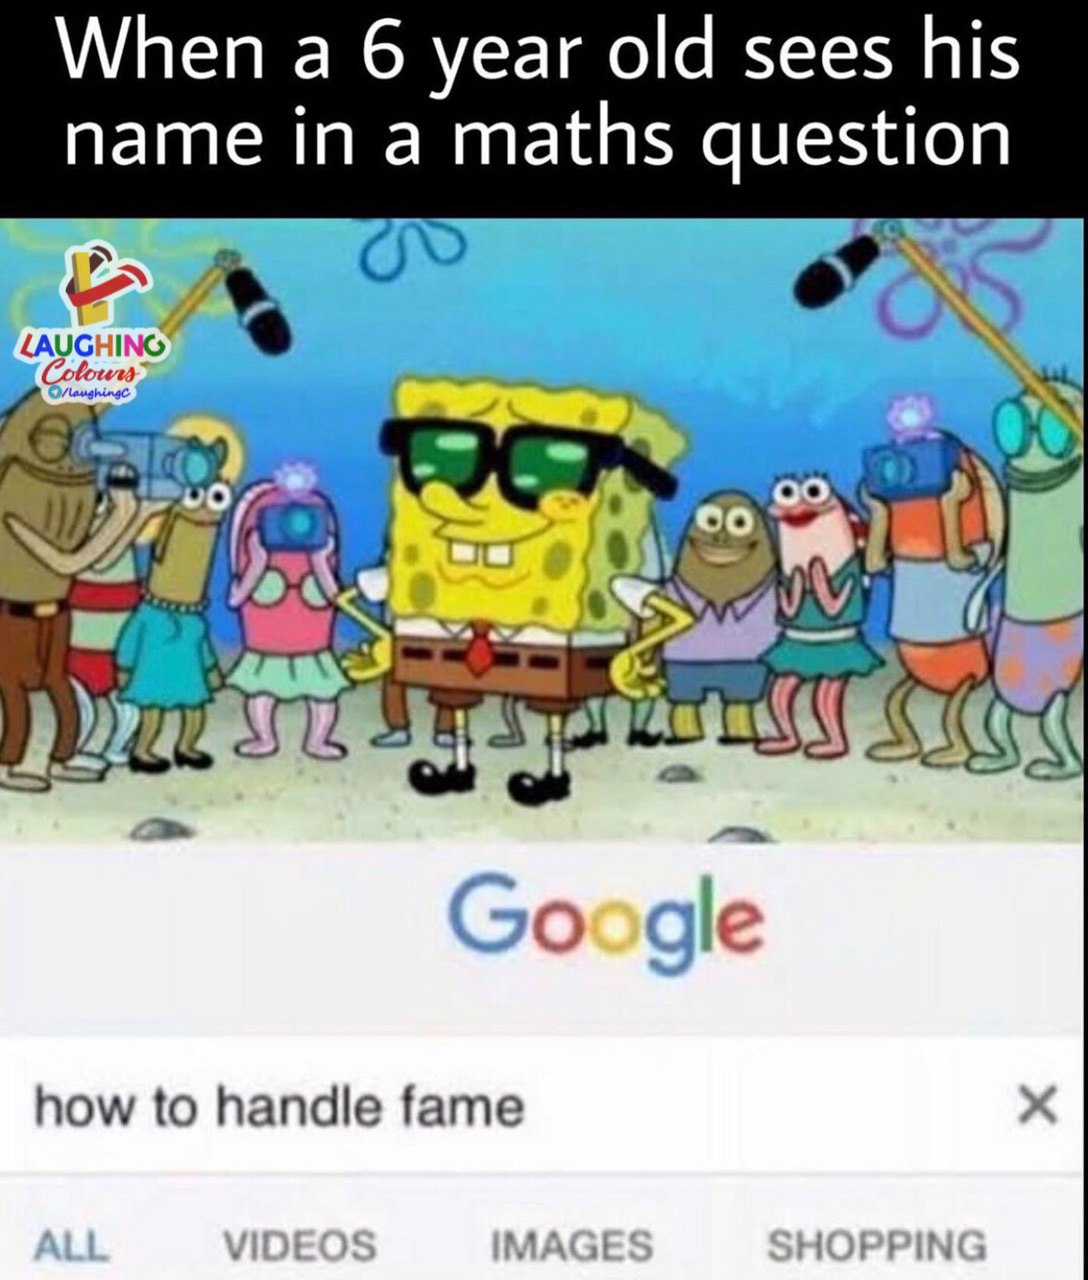 When a 6 year old sees his
name in a maths question
LAUGHING
Colours
/laughingC
Google
how to handle fame
ALL VIDEOS IMAGES SHOPPING